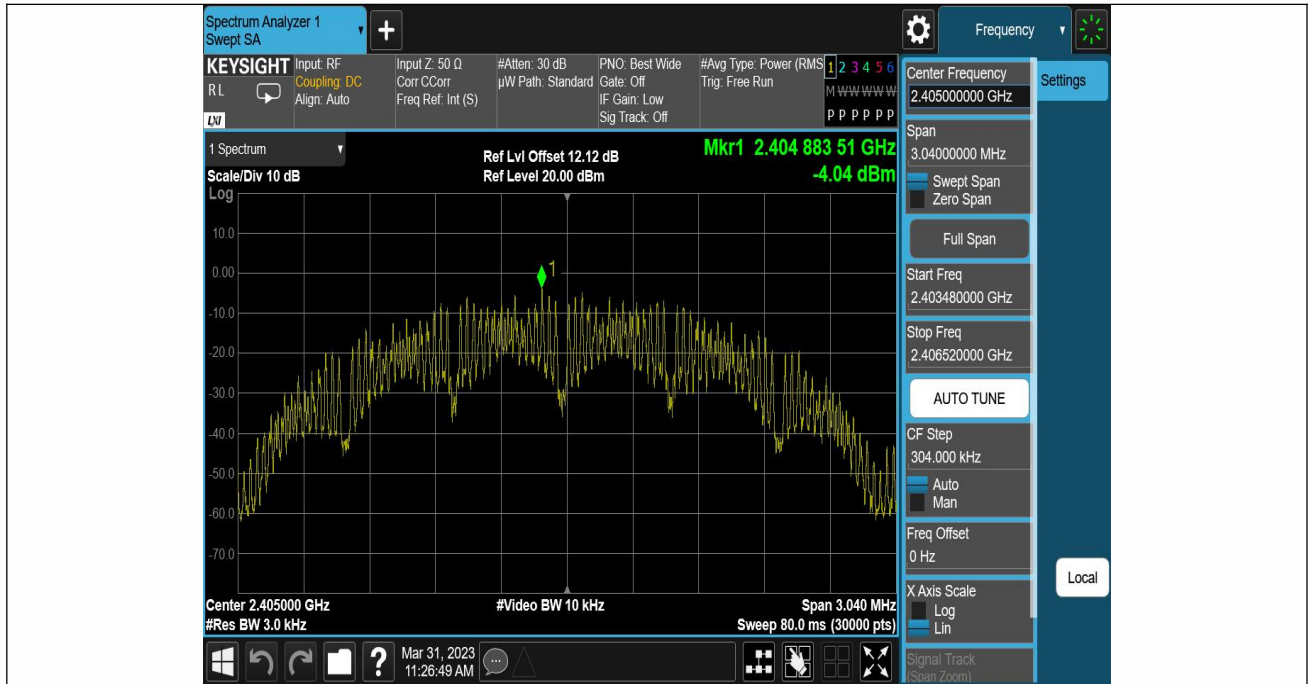 Spectrum Analyzer 1
Swept SA
+
Frequency
KEYSIGHT
RL
LXI
Input: RF
Coupling: DC
Align: Auto
Input Z: 50 Ω
Corr CCorr
Freq Ref: Int (S)
#Atten: 30 dB
µW Path: Standard
PNO: Best Wide
Gate: Off
IF Gain: Low
Sig Track: Off
#Avg Type: Power (RMS
Trig: Free Run
1 2 3 4 5 6
M W W W W W
P P P P P P
1 Spectrum
Scale/Div 10 dB
Ref Lvl Offset 12.12 dB
Ref Level 20.00 dBm
Mkr1 2.404 883 51 GHz
-4.04 dBm
Log
10.0
0.00
-10.0
-20.0
-30.0
-40.0
-50.0
-60.0
-70.0
1
Center 2.405000 GHz
#Res BW 3.0 kHz
#Video BW 10 kHz
Span 3.040 MHz
Sweep 80.0 ms (30000 pts)
?
Mar 31, 2023
11:26:49 AM
Center Frequency
2.405000000 GHz
Settings
Span
3.04000000 MHz
Swept Span
Zero Span
Full Span
Start Freq
2.403480000 GHz
Stop Freq
2.406520000 GHz
AUTO TUNE
CF Step
304.000 kHz
Auto
Man
Freq Offset
0 Hz
X Axis Scale
Log
Lin
Local
Signal Track
(Span Zoom)